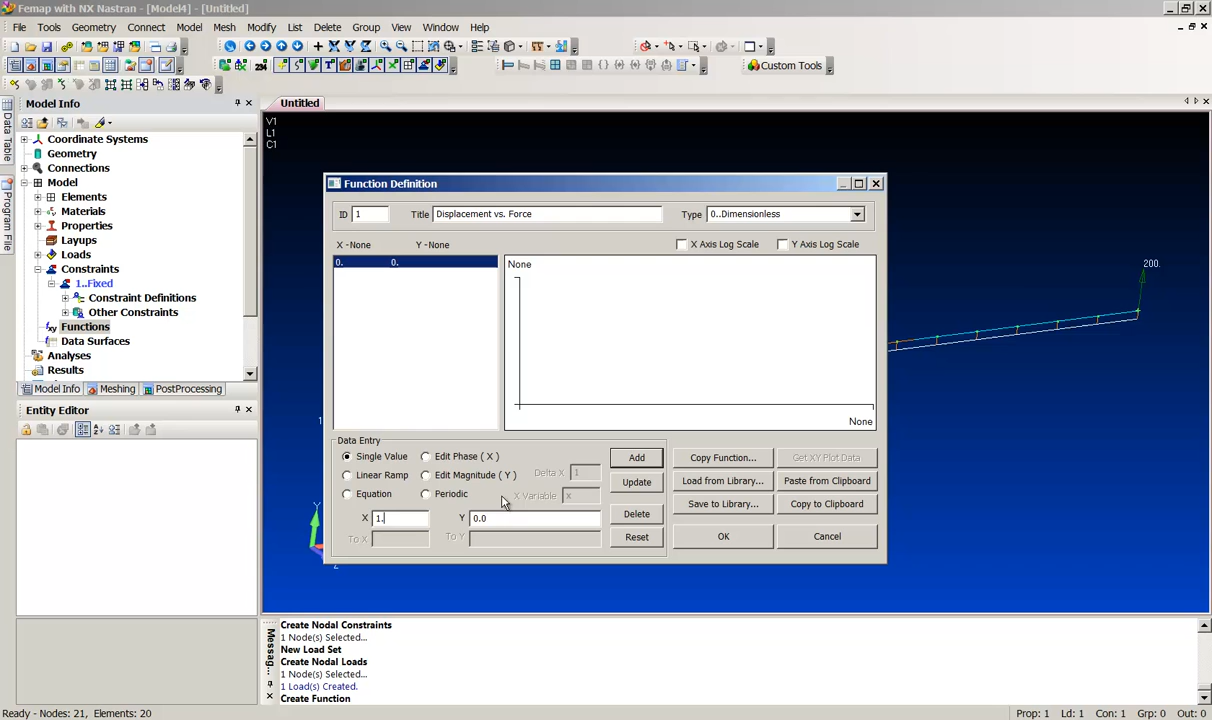 Femap with NX Nastran - [Model4] - [Untitled]
File Tools Geometry Connect Model Mesh Modify List Delete Group View Window Help
Custom Tools
Model Info
Untitled
Data Table
Program File
Coordinate Systems
Geometry
Connections
Model
Elements
Materials
Properties
Layups
Loads
Constraints
1..Fixed
Constraint Definitions
Other Constraints
Functions
Data Surfaces
Analyses
Results
Model Info Meshing PostProcessing
Entity Editor
V1
L1
C1
200.
1
Y
Z
Function Definition
ID 1 Title Displacement vs. Force Type 0..Dimensionless
X -None Y -None X Axis Log Scale Y Axis Log Scale
0. 0.
None
None
Data Entry
Single Value Edit Phase ( X )
Linear Ramp Edit Magnitude ( Y ) Delta X 1
Equation Periodic X Variable x
X 1. Y 0.0
To X To Y
Add
Update
Delete
Reset
Copy Function... Get XY Plot Data
Load from Library... Paste from Clipboard
Save to Library... Copy to Clipboard
OK Cancel
Messag...
Create Nodal Constraints
1 Node(s) Selected...
New Load Set
Create Nodal Loads
1 Node(s) Selected...
1 Load(s) Created.
Create Function
Ready - Nodes: 21, Elements: 20 Prop: 1 Ld: 1 Con: 1 Grp: 0 Out: 0